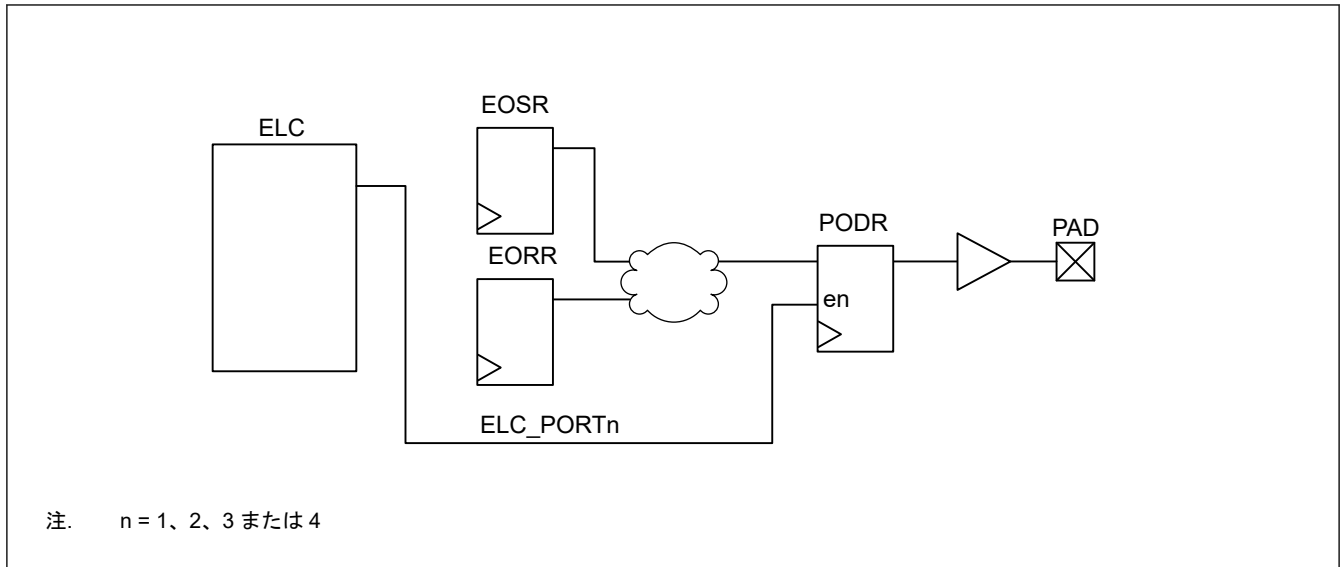 EOSR
ELC
PODR
PAD
EORR
en
ELC_PORTn
注. n = 1、2、3 または 4